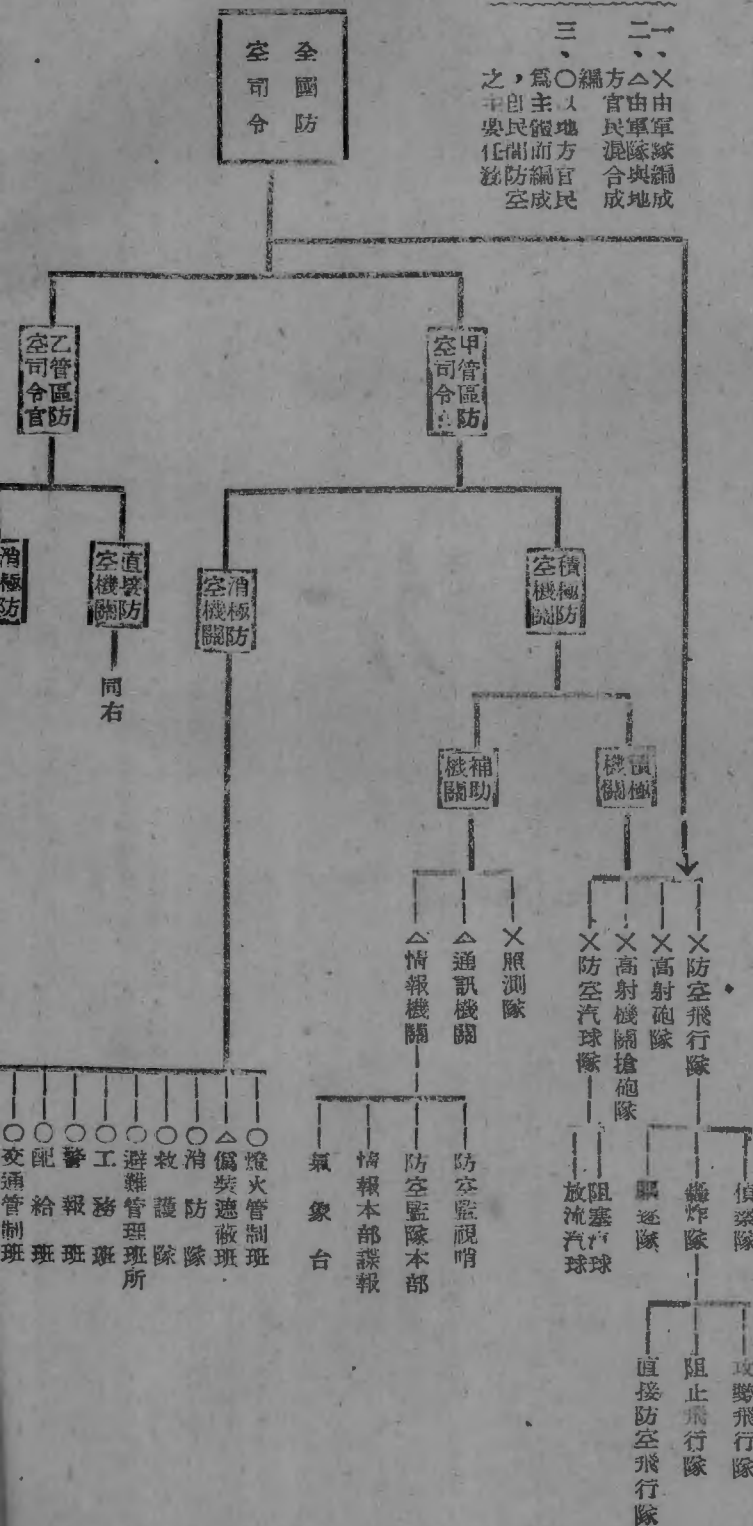 一、×由軍隊編成
二、△由軍隊與地
方官民混合成
編
三、○以地方官民
爲主體而編成
，即民間防空
之主要任務
全國防
空司令
甲管區防
空司令
乙管區防
空司令官
積極防
空機關
消極防
空機關
直接防
空機關
同右
消極防
積極
機關
補助
機關
×防空飛行隊
×高射砲隊
×高射機關槍砲隊
×防空汽球隊
偵察隊
轟炸隊
驅逐隊
攻擊飛行隊
阻止飛行隊
直接防空飛行隊
阻塞汽球
放流汽球
×照測隊
△通訊機關
△情報機關
防空監視哨
防空監隊本部
情報本部諜報
氣象台
○燈火管制班
△僞裝遮蔽班
○消防隊
○救護隊
○避難管理班所
○工務班
○警報班
○配給班
○交通管制班